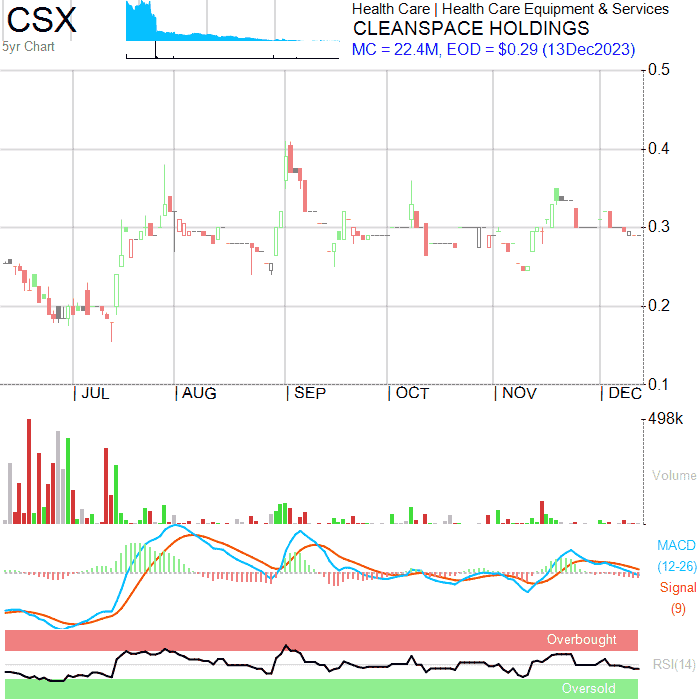 CSX
5yr Chart
Health Care | Health Care Equipment & Services
CLEANSPACE HOLDINGS
MC = 22.4M, EOD = $0.29 (13Dec2023)
0.5
0.4
0.3
0.2
0.1
| JUL | AUG | SEP | OCT | NOV | DEC
498k
Volume
MACD
(12-26)
Signal
(9)
Overbought
RSI(14)
Oversold